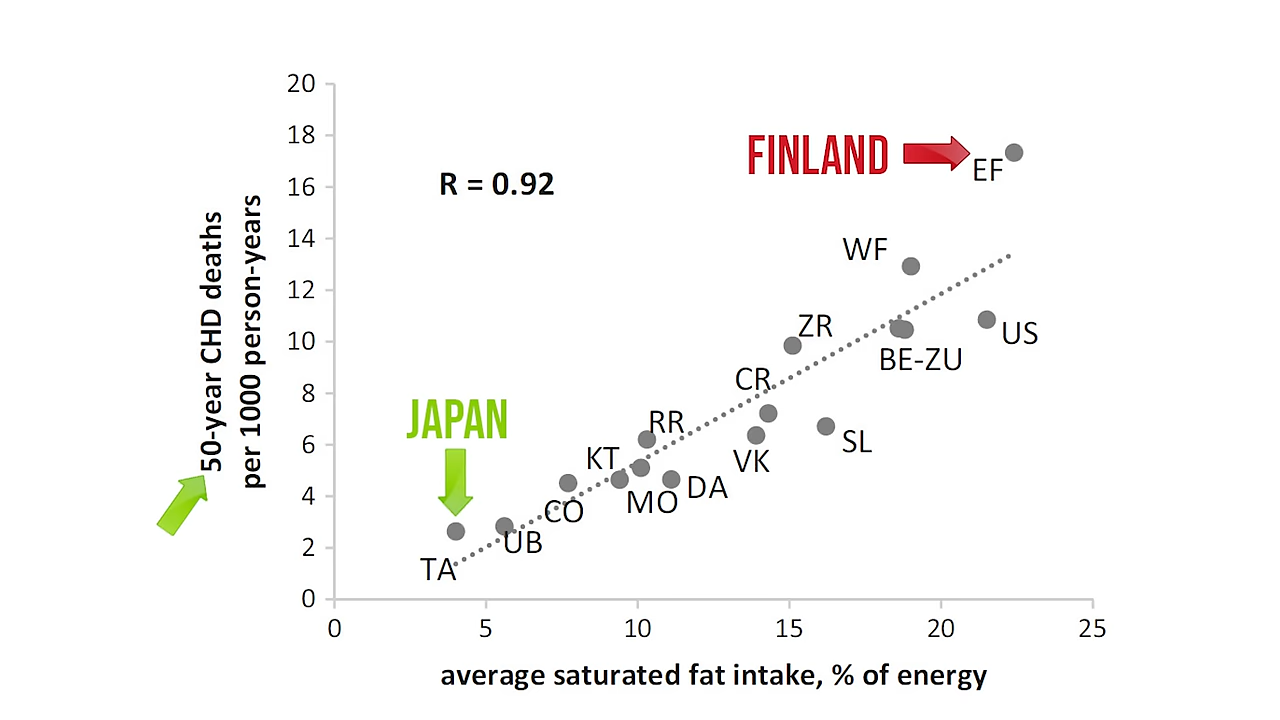 20
18
16
14
12
10
8
6
4
2
0
0 5 10 15 20 25
50-year CHD deaths
per 1000 person-years
average saturated fat intake, % of energy
R = 0.92
FINLAND
EF
WF
ZR
US
BE-ZU
CR
JAPAN
RR
SL
KT
VK
DA
MO
CO
UB
TA